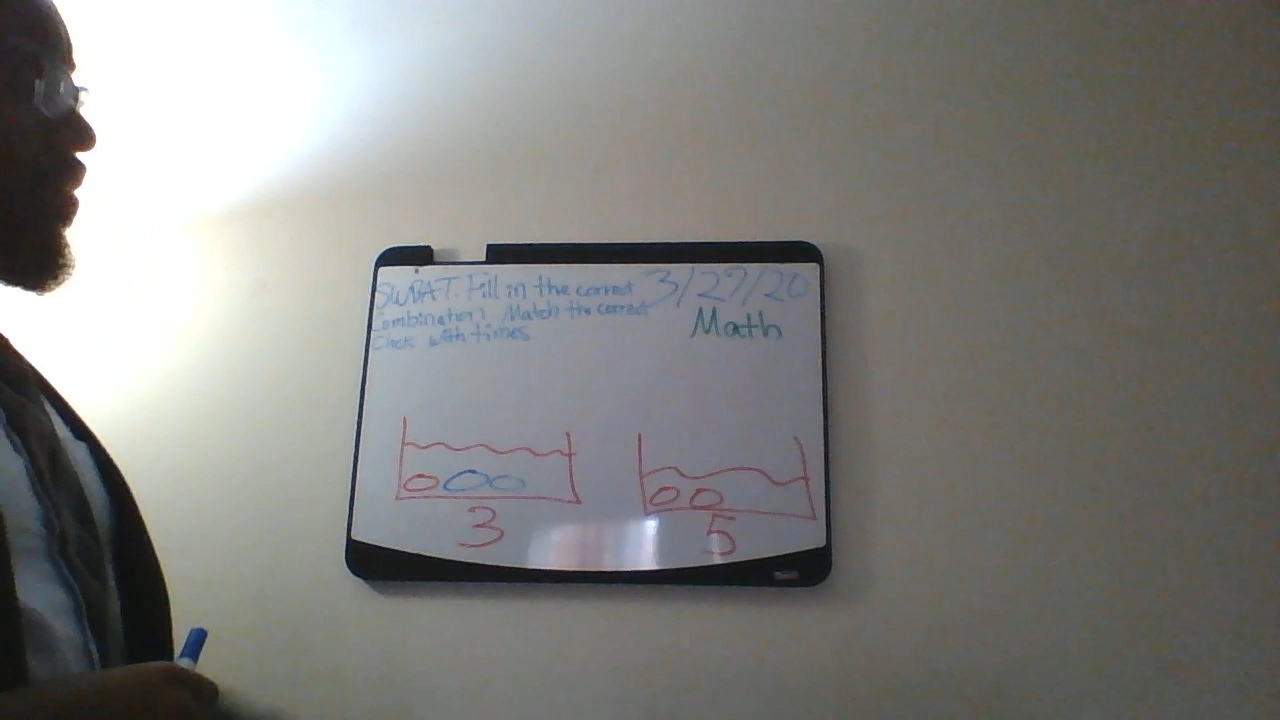 SWBAT. Fill in the correct
Combination. Match the correct
Clock with times
3/27/20
Math
3
5